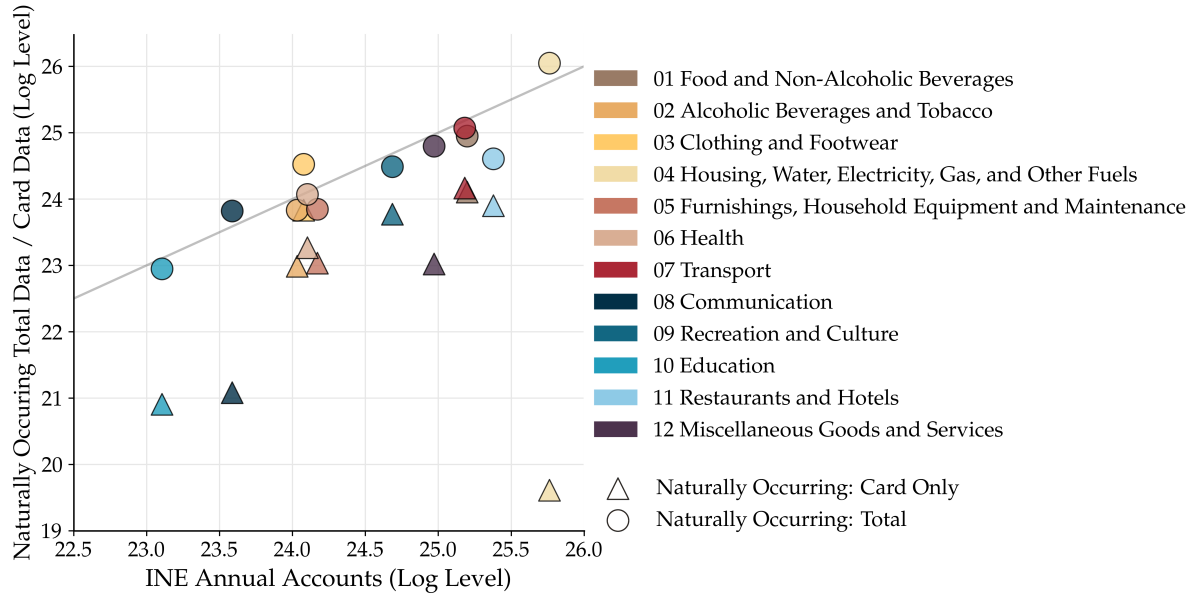 Naturally Occuring Total Data / Card Data (Log Level)
26
25
24
23
22
21
20
19
22.5 23.0 23.5 24.0 24.5 25.0 25.5 26.0
INE Annual Accounts (Log Level)
01 Food and Non-Alcoholic Beverages
02 Alcoholic Beverages and Tobacco
03 Clothing and Footwear
04 Housing, Water, Electricity, Gas, and Other Fuels
05 Furnishings, Household Equipment and Maintenance
06 Health
07 Transport
08 Communication
09 Recreation and Culture
10 Education
11 Restaurants and Hotels
12 Miscellaneous Goods and Services
Naturally Occurring: Card Only
Naturally Occurring: Total